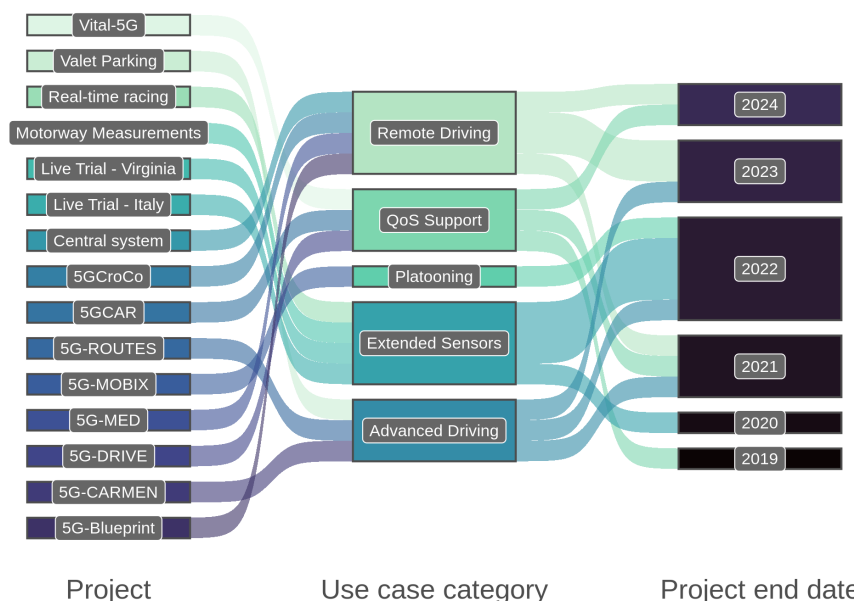 Vital-5G
Valet Parking
Real-time racing
Motorway Measurements
Live Trial - Virginia
Live Trial - Italy
Central system
5GCroCo
5GCAR
5G-ROUTES
5G-MOBIX
5G-MED
5G-DRIVE
5G-CARMEN
5G-Blueprint
Remote Driving
QoS Support
Platooning
Extended Sensors
Advanced Driving
2024
2023
2022
2021
2020
2019
Project
Use case category
Project end date